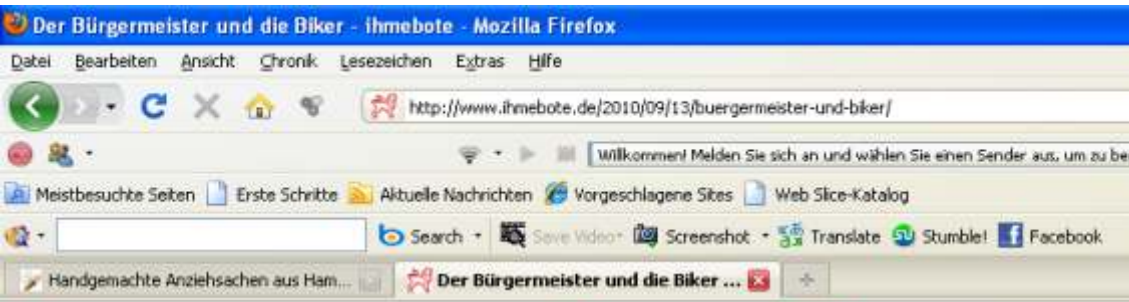 Der Bürgermeister und die Biker - ihmebote - Mozilla Firefox
Datei Bearbeiten Ansicht Chronik Lesezeichen Extras Hilfe
http://www.ihmebote.de/2010/09/13/buergermeister-und-biker/
Willkommen! Melden Sie sich an und wählen Sie einen Sender aus, um zu be
Meistbesuchte Seiten Erste Schritte Aktuelle Nachrichten Vorgeschlagene Sites Web Slice-Katalog
Search Save Video Screenshot Translate Stumble! Facebook
Handgemachte Anziehsachen aus Ham... Der Bürgermeister und die Biker ...